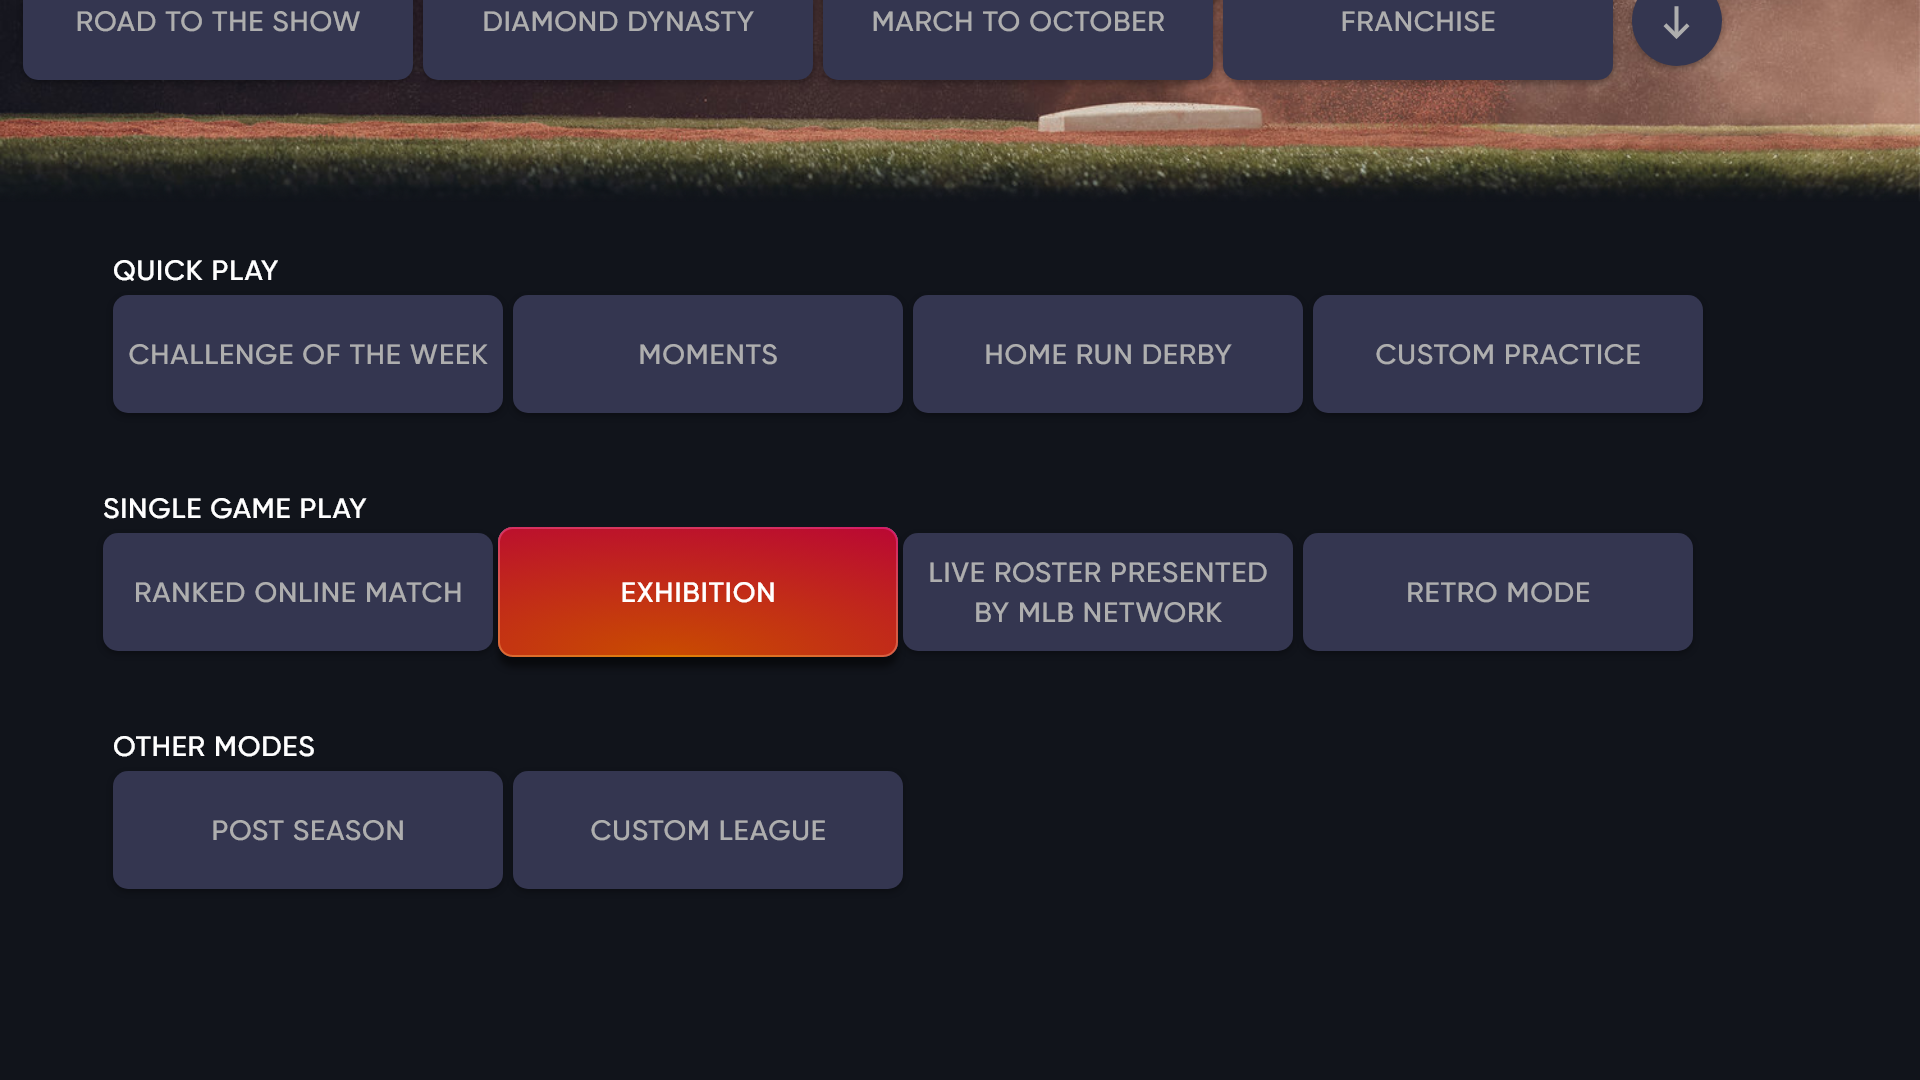 ROAD TO THE SHOW
DIAMOND DYNASTY
MARCH TO OCTOBER
FRANCHISE
QUICK PLAY
CHALLENGE OF THE WEEK
MOMENTS
HOME RUN DERBY
CUSTOM PRACTICE
SINGLE GAME PLAY
RANKED ONLINE MATCH
EXHIBITION
LIVE ROSTER PRESENTED
BY MLB NETWORK
RETRO MODE
OTHER MODES
POST SEASON
CUSTOM LEAGUE